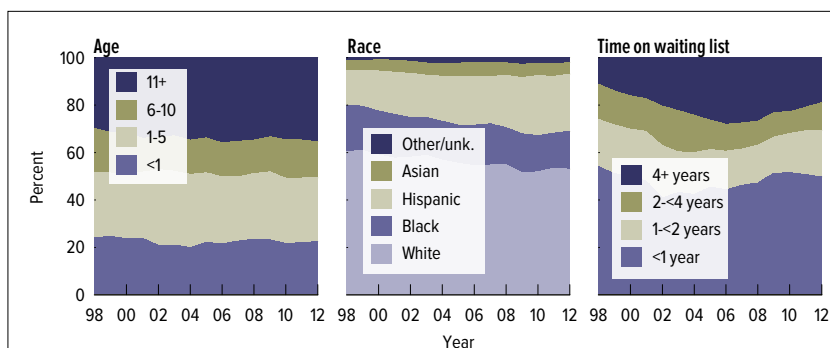 Age
Race
Time on waiting list
Percent
100
80
60
40
20
0
11+
6-10
1-5
<1
Other/unk.
Asian
Hispanic
Black
White
4+ years
2-<4 years
1-<2 years
<1 year
98 00 02 04 06 08 10 12
98 00 02 04 06 08 10 12
98 00 02 04 06 08 10 12
Year